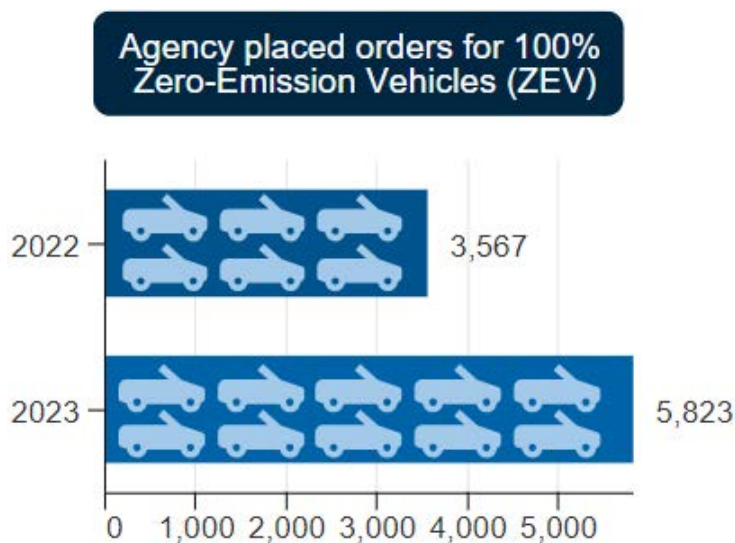 Agency placed orders for 100%
Zero-Emission Vehicles (ZEV)
2022
3,567
2023
5,823
0 1,000 2,000 3,000 4,000 5,000